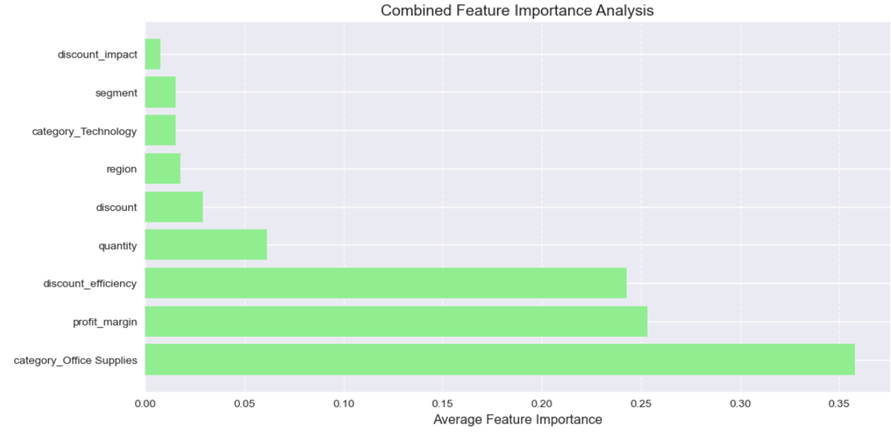 Combined Feature Importance Analysis
discount_impact
segment
category_Technology
region
discount
quantity
discount_efficiency
profit_margin
category_Office Supplies
0.00 0.05 0.10 0.15 0.20 0.25 0.30 0.35
Average Feature Importance